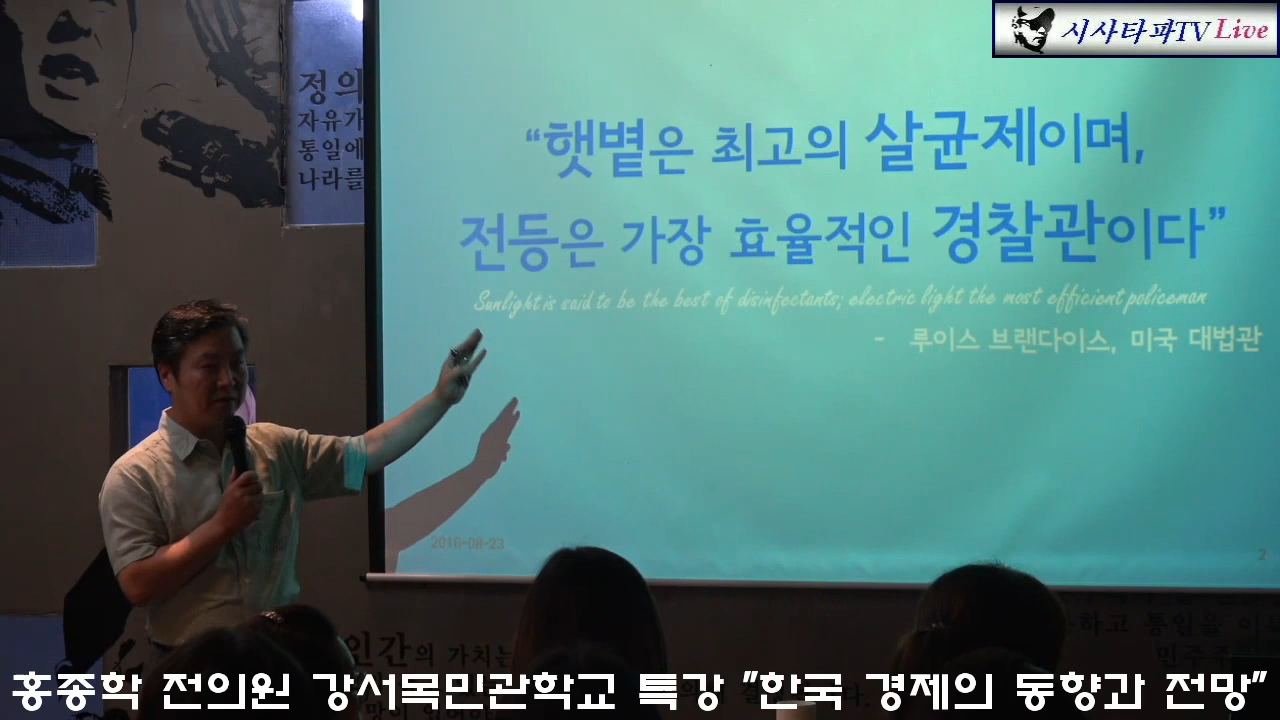 시사타파TV Live
정의
자유가
통일에
나라를
“햇볕은 최고의 살균제이며,
전등은 가장 효율적인 경찰관이다”
Sunlight is said to be the best of disinfectants; electric light the most efficient policeman
- 루이스 브랜다이스, 미국 대법관
2016-08-23
2
인간의 가치는
하고 통일을 이
민주주
홍종학 전의원 강서목민관학교 특강 "한국 경제의 동향과 전망"